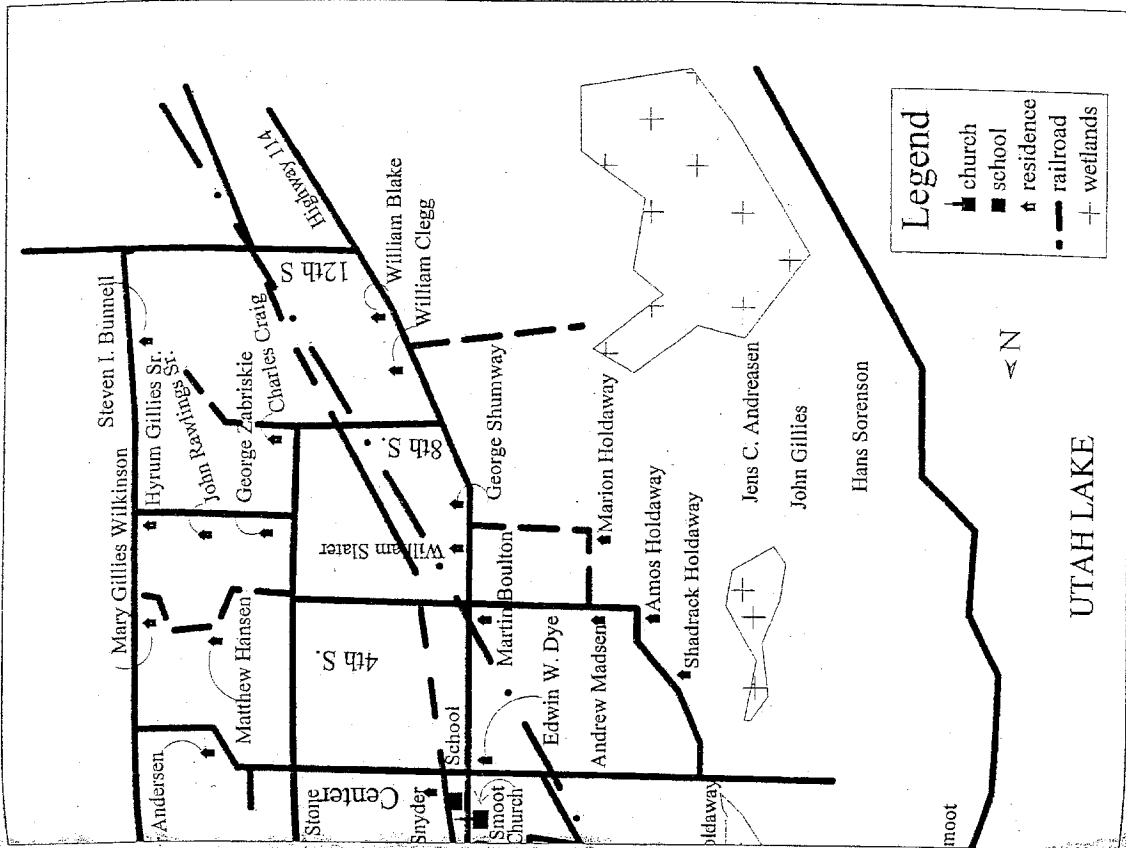 Steven I. Bunnell
Mary Gillies Wilkinson
Hyrum Gillies Sr.
John Rawlings Sr.
George Zabriskie
Charles Craig
Highway 114
12th S
William Blake
William Clegg
8th S.
George Shumway
William Slater
Matthew Hansen
4th S.
Martin Boulton
Marion Holdaway
Amos Holdaway
Shadrack Holdaway
Andrew Madsen
Edwin W. Dye
School
Andersen
Center
Stone
Snyder
Smoot
Church
oldaway
moot
Jens C. Andreasen
John Gillies
Hans Sorenson
<N
UTAH LAKE
Legend
church
school
residence
railroad
wetlands